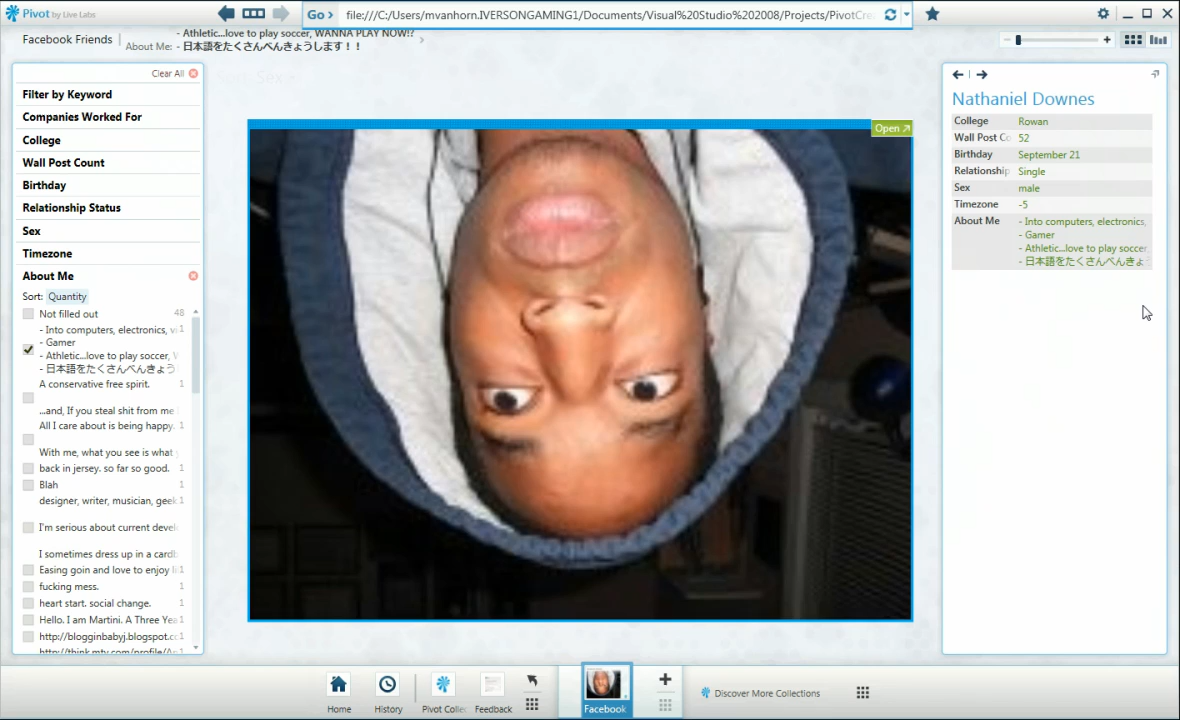 Pivot by Live Labs
Go >
file:///C:/Users/mvanhorn.IVERSONGAMING1/Documents/Visual%20Studio%202008/Projects/PivotCre
Facebook Friends
About Me:
- Athletic...love to play soccer, WANNA PLAY NOW!?
- 日本語をたくさんべんきょうします!!
Clear All
Filter by Keyword
Companies Worked For
College
Wall Post Count
Birthday
Relationship Status
Sex
Timezone
About Me
Sort: Quantity
Not filled out 48
- Into computers, electronics, vi 1
- Gamer
- Athletic...love to play soccer, W
- 日本語をたくさんべんきょう
A conservative free spirit. 1
...and, If you steal shit from me
All I care about is being happy. 1
With me, what you see is what
back in jersey. so far so good. 1
Blah 1
designer, writer, musician, geek 1
I'm serious about current devel
I sometimes dress up in a cardb
Easing goin and love to enjoy li 1
fucking mess. 1
heart start. social change. 1
Hello. I am Martini. A Three Yea 1
http://blogginbabyj.blogspot.cc 1
http://think.mtv.com/profile/
Open
Nathaniel Downes
College Rowan
Wall Post Co 52
Birthday September 21
Relationship Single
Sex male
Timezone -5
About Me - Into computers, electronics,
- Gamer
- Athletic...love to play soccer
- 日本語をたくさんべんきょ
Home
History
Pivot Collec
Feedback
Facebook
Discover More Collections